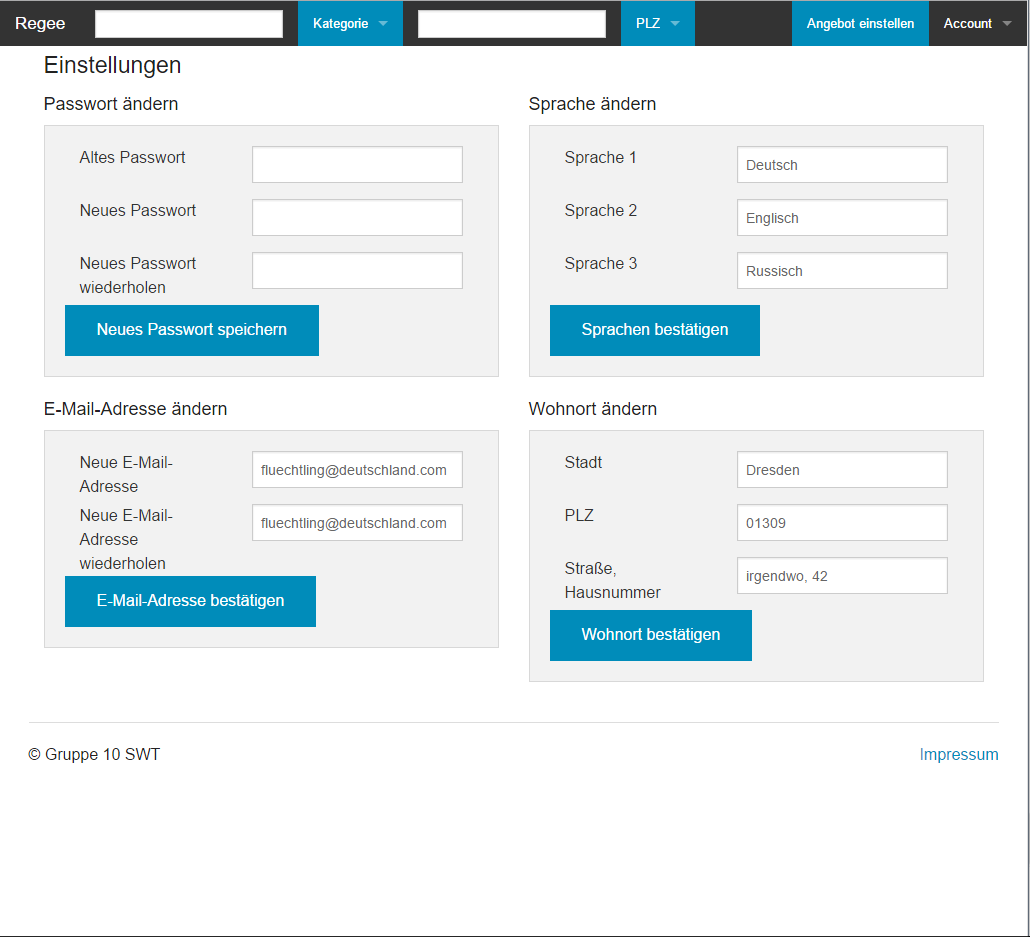 Regee
Kategorie
PLZ
Angebot einstellen
Account
Einstellungen
Passwort ändern
Altes Passwort
Neues Passwort
Neues Passwort
wiederholen
Neues Passwort speichern
Sprache ändern
Sprache 1
Deutsch
Sprache 2
Englisch
Sprache 3
Russisch
Sprachen bestätigen
E-Mail-Adresse ändern
Neue E-Mail-
Adresse
fluechtling@deutschland.com
Neue E-Mail-
Adresse
wiederholen
fluechtling@deutschland.com
E-Mail-Adresse bestätigen
Wohnort ändern
Stadt
Dresden
PLZ
01309
Straße,
Hausnummer
irgendwo, 42
Wohnort bestätigen
© Gruppe 10 SWT
Impressum